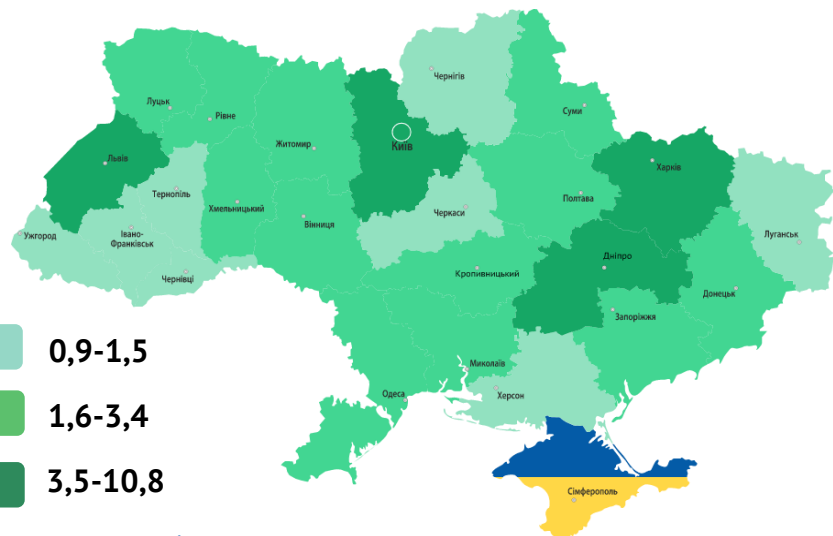 Чернігів
Луцьк
Рівне
Суми
Житомир
Київ
Львів
Харків
Тернопіль
Хмельницький
Черкаси
Полтава
Вінниця
Ужгород
Івано-
Франківськ
Луганськ
Чернівці
Кропивницький
Дніпро
Донецьк
Запоріжжя
Миколаїв
Одеса
Херсон
Сімферополь
0,9-1,5
1,6-3,4
3,5-10,8